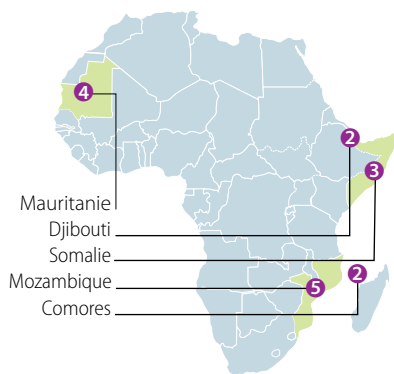 4
2
3
Mauritanie
Djibouti
Somalie
Mozambique
2
5
Comores